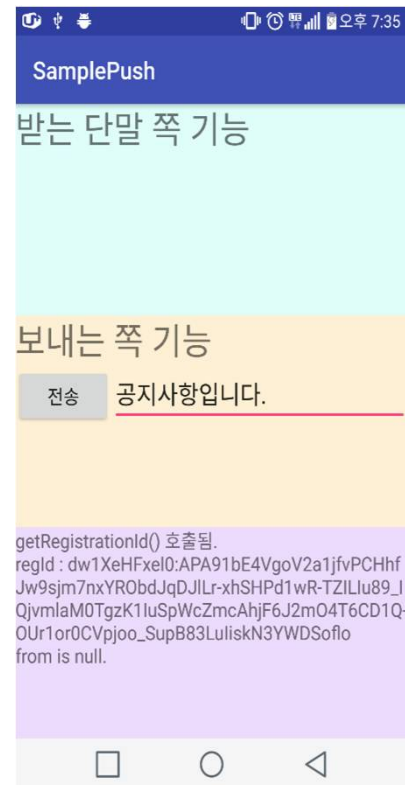 오후 7:35
SamplePush
받는 단말 쪽 기능
보내는 쪽 기능
전송 공지사항입니다.
getRegistrationId() 호출됨.
regId : dw1XeHFxel0:APA91bE4VgoV2a1jfvPCHhf
Jw9sjm7nxYRObdJqDJlLr-xhSHPd1wR-TZILIu89_I
QjvmlaM0TgzK1IuSpWcZmcAhjF6J2mO4T6CD1Q-
OUr1or0CVpjoo_SupB83LuIiskN3YWDSoflo
from is null.